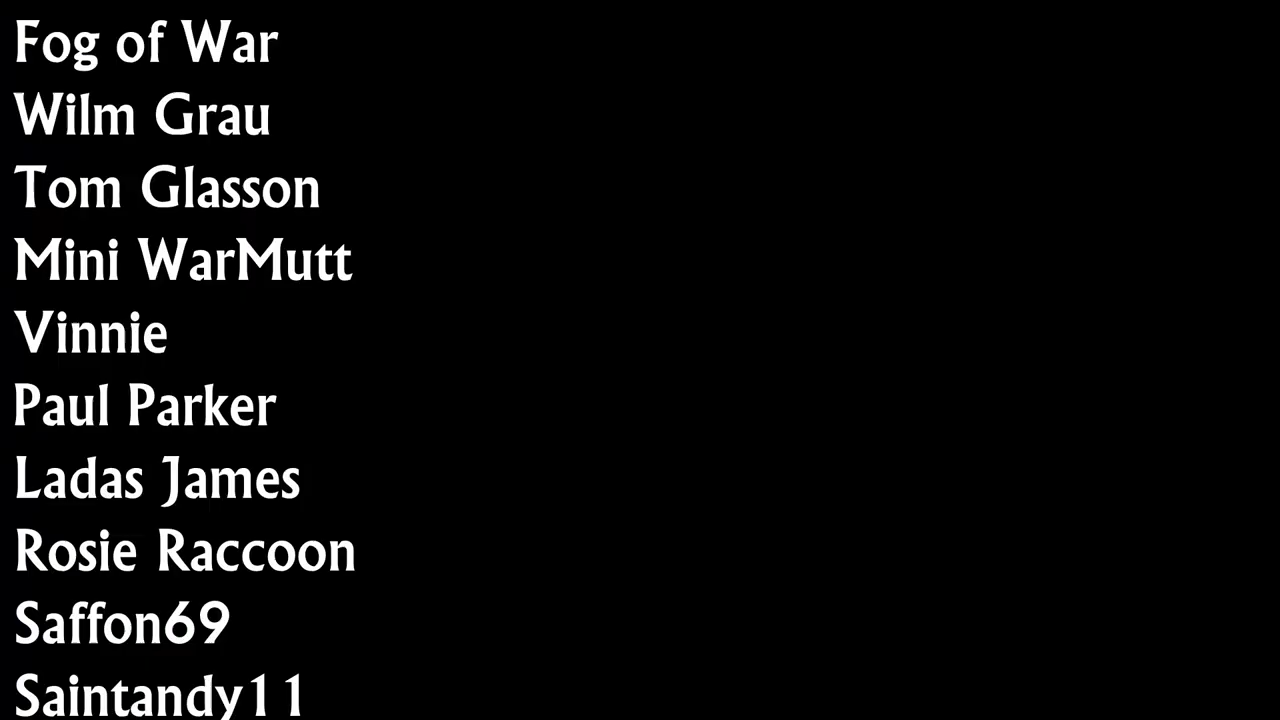 Fog of War
Wilm Grau
Tom Glasson
Mini WarMutt
Vinnie
Paul Parker
Ladas James
Rosie Raccoon
Saffon69
Saintandy11